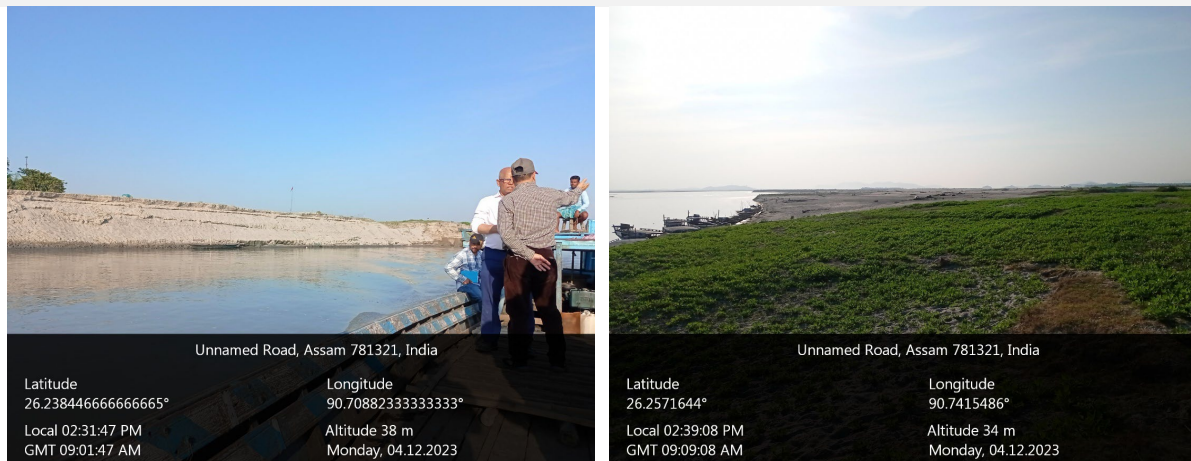 Unnamed Road, Assam 781321, India
Latitude
26.238446666666665°
Longitude
90.70882333333333°
Local 02:31:47 PM
GMT 09:01:47 AM
Altitude 38 m
Monday, 04.12.2023
Unnamed Road, Assam 781321, India
Latitude
26.2571644°
Longitude
90.7415486°
Local 02:39:08 PM
GMT 09:09:08 AM
Altitude 34 m
Monday, 04.12.2023